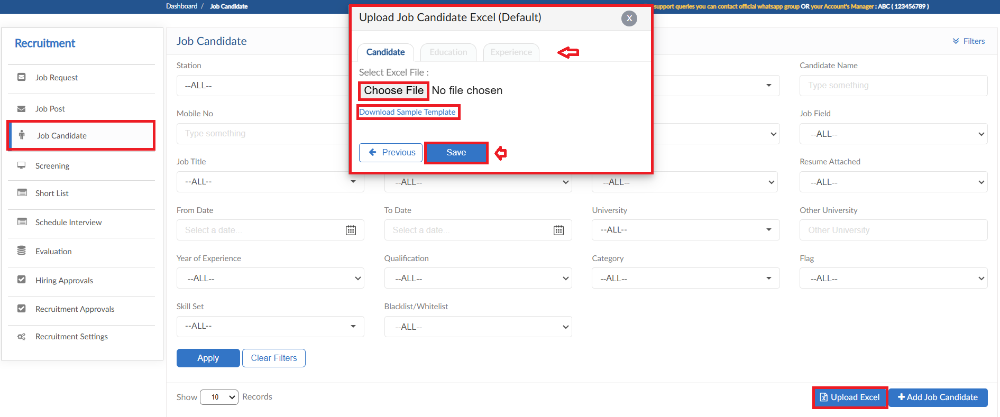 Dashboard / Job Candidate
support queries you can contact official whatsapp group OR your Account's Manager : ABC ( 123456789 )
Recruitment
Job Request
Job Post
Job Candidate
Screening
Short List
Schedule Interview
Evaluation
Hiring Approvals
Recruitment Approvals
Recruitment Settings
Job Candidate
Filters
Upload Job Candidate Excel (Default)
X
Candidate
Education
Experience
Select Excel File :
Choose File No file chosen
Download Sample Template
Previous
Save
Station
--ALL--
Candidate Name
Type something
Mobile No
Type something
Job Field
--ALL--
Job Title
--ALL--
--ALL--
--ALL--
Resume Attached
--ALL--
From Date
Select a date...
To Date
Select a date...
University
--ALL--
Other University
Other University
Year of Experience
--ALL--
Qualification
--ALL--
Category
--ALL--
Flag
--ALL--
Skill Set
--ALL--
Blacklist/Whitelist
--ALL--
Apply
Clear Filters
Show 10 Records
Upload Excel
Add Job Candidate